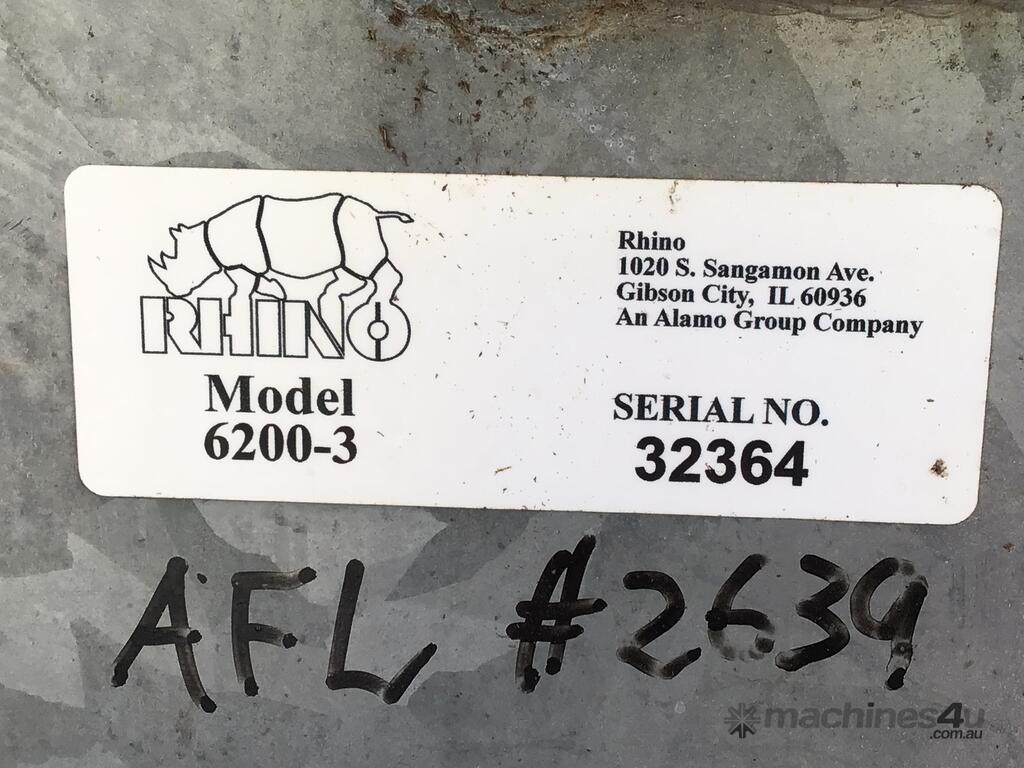 RHINO
Model
6200-3
Rhino
1020 S. Sangamon Ave.
Gibson City, IL 60936
An Alamo Group Company
SERIAL NO.
32364
AFL #2639
machines4u
.com.au